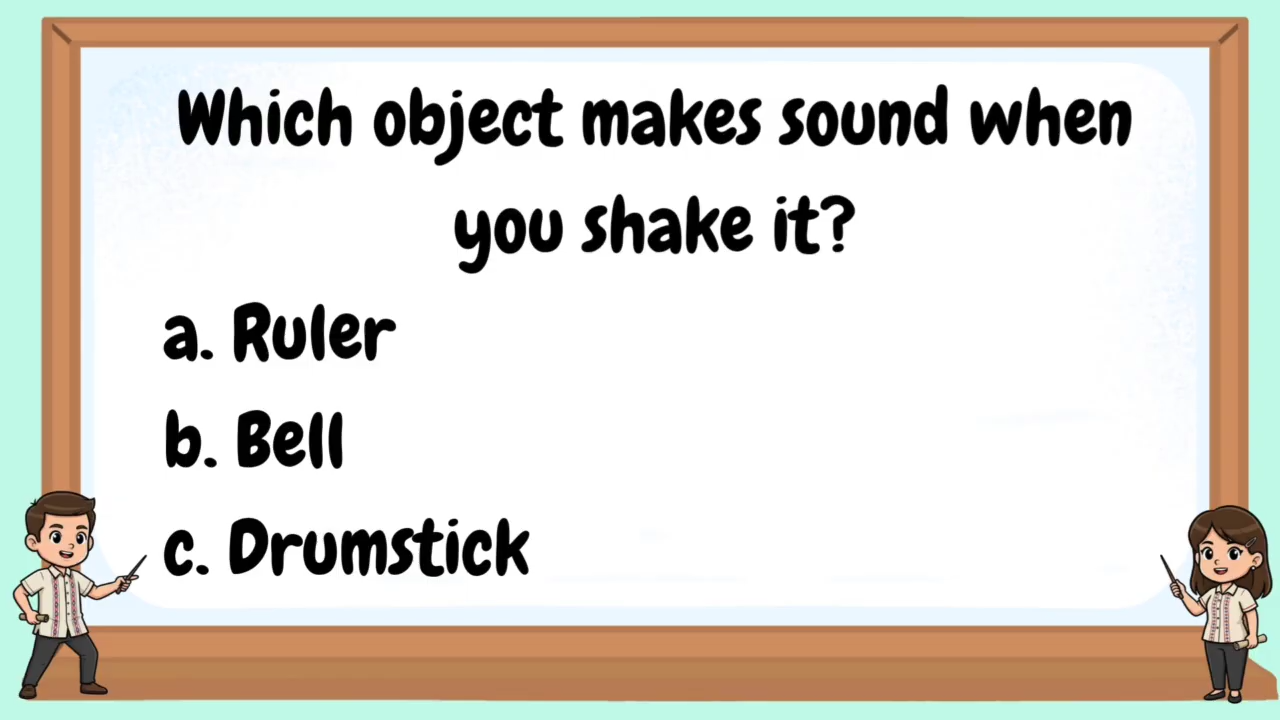 Which object makes sound when
you shake it?
a. Ruler
b. Bell
c. Drumstick